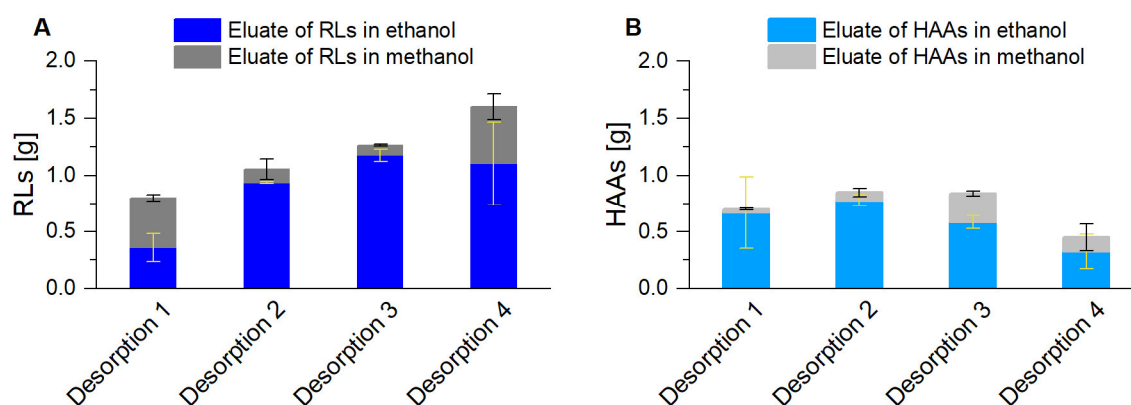 A
Eluate of RLs in ethanol
Eluate of RLs in methanol
2.0
1.5
1.0
0.5
0.0
RLs [g]
Desorption 1
Desorption 2
Desorption 3
Desorption 4
B
Eluate of HAAs in ethanol
Eluate of HAAs in methanol
2.0
1.5
1.0
0.5
0.0
HAAs [g]
Desorption 1
Desorption 2
Desorption 3
Desorption 4